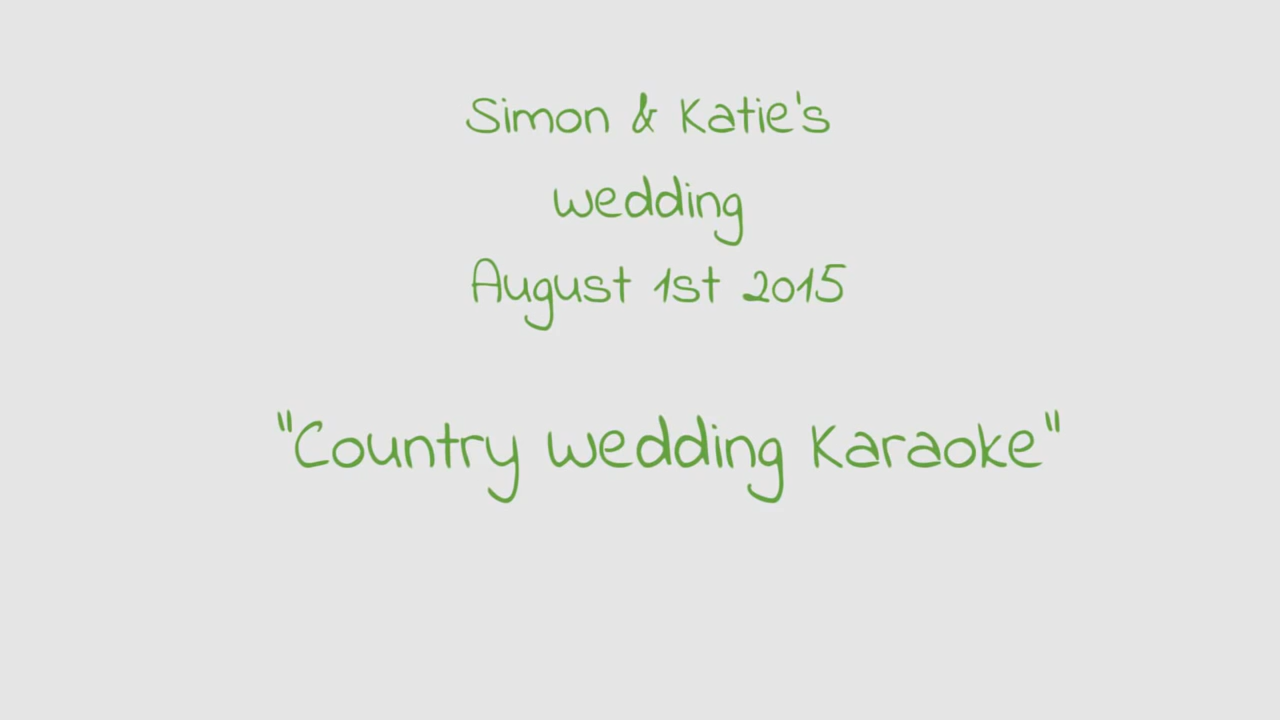 Simon & Katie's
wedding
August 1st 2015
"Country wedding Karaoke"